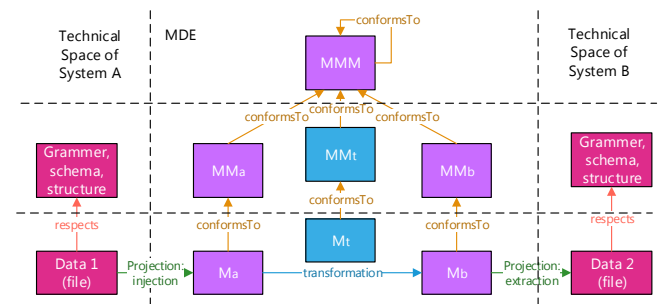 conformsTo
Technical
Space of
System A
MDE
Technical
Space of
System B
MMM
conformsTo
conformsTo
conformsTo
Grammer,
schema,
structure
MMa
MMt
MMb
Grammer,
schema,
structure
respects
conformsTo
conformsTo
conformsTo
respects
Mt
Data 1
(file)
Projection:
injection
Ma
transformation
Mb
Projection:
extraction
Data 2
(file)